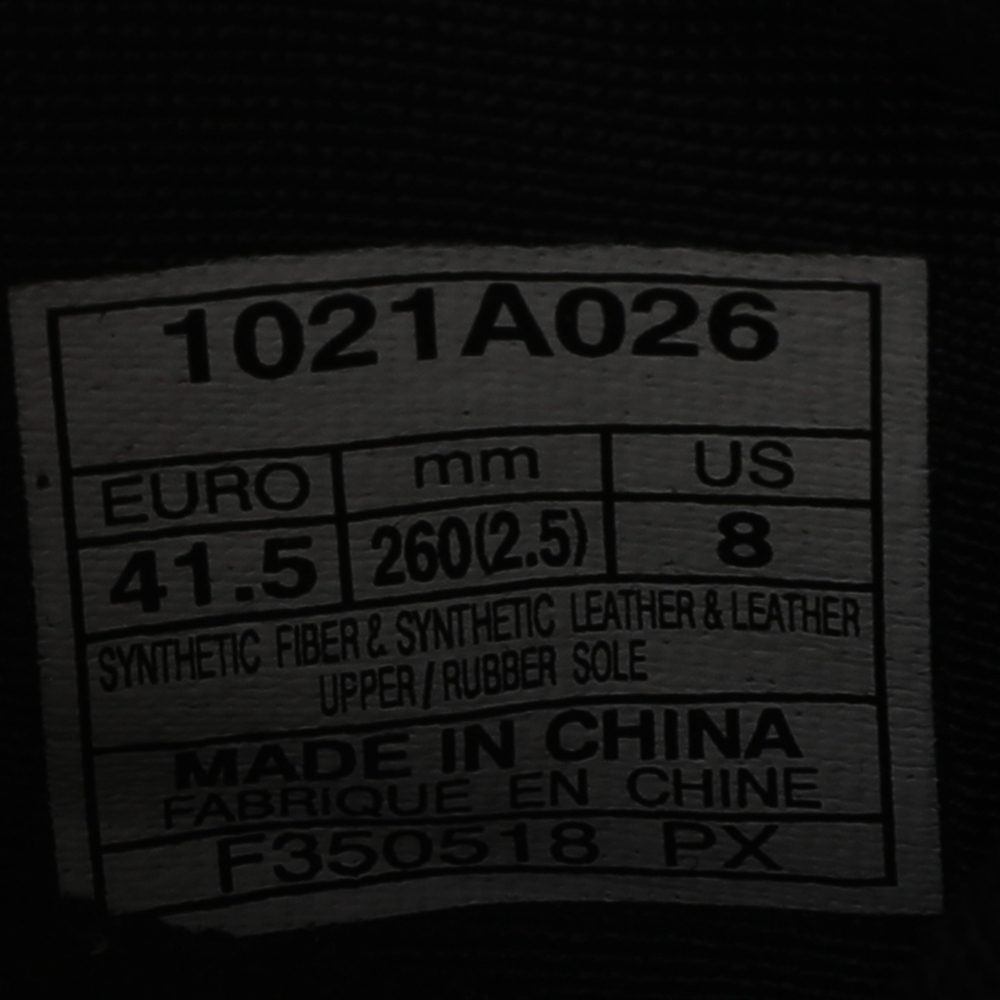 1021A026
EURO mm US
41.5 260(2.5) 8
SYNTHETIC FIBER & SYNTHETIC LEATHER & LEATHER
UPPER / RUBBER SOLE
MADE IN CHINA
FABRIQUE EN CHINE
F350518 PX